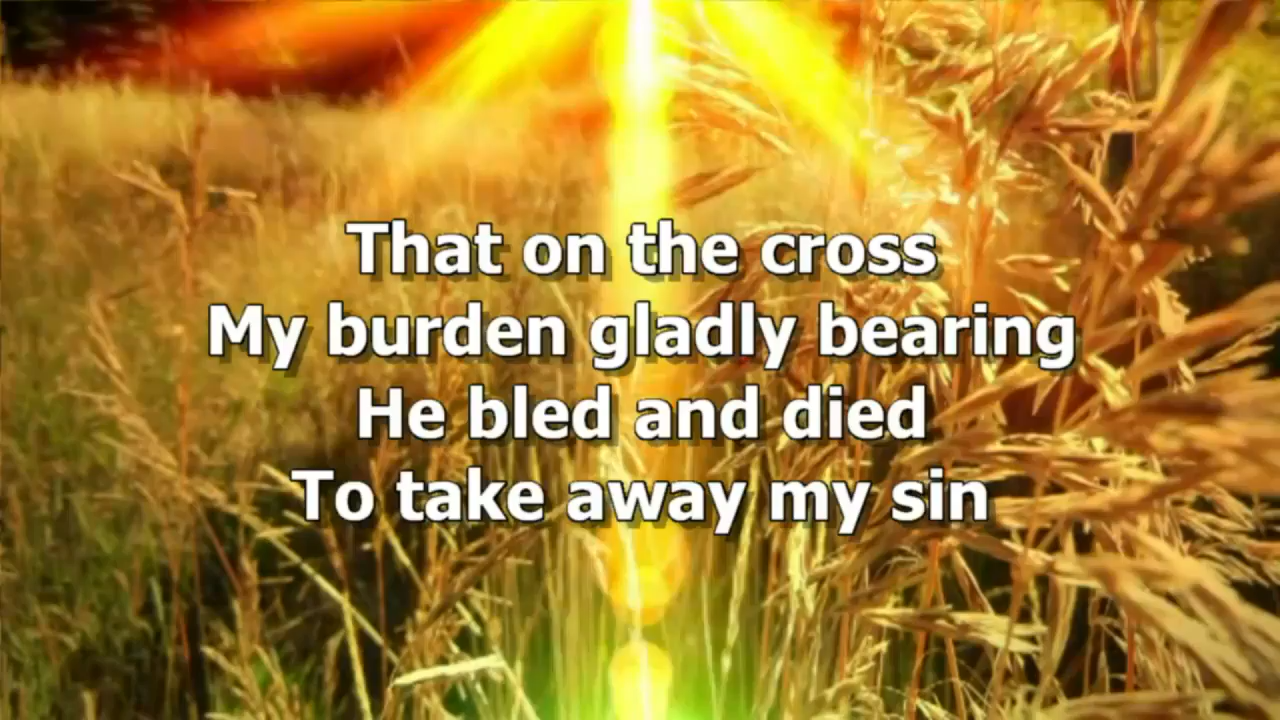 That on the cross
My burden gladly bearing
He bled and died
To take away my sin